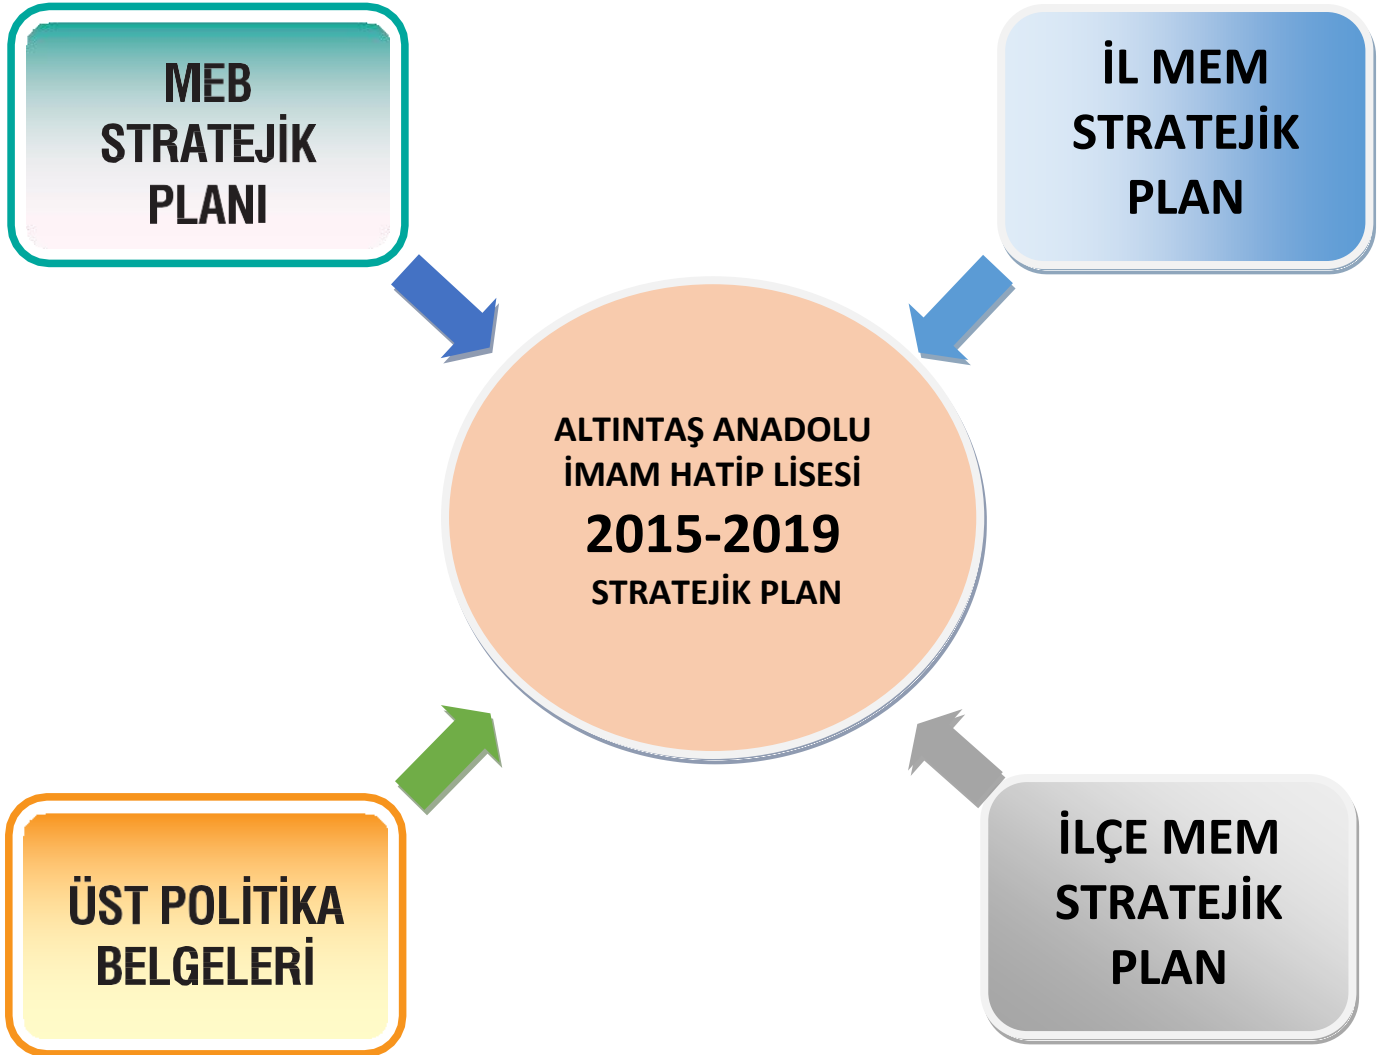 MEB
STRATEJİK
PLANI
İL MEM
STRATEJİK
PLAN
ALTINTAŞ ANADOLU
İMAM HATİP LİSESİ
2015-2019
STRATEJİK PLAN
ÜST POLİTİKA
BELGELERİ
İLÇE MEM
STRATEJİK
PLAN